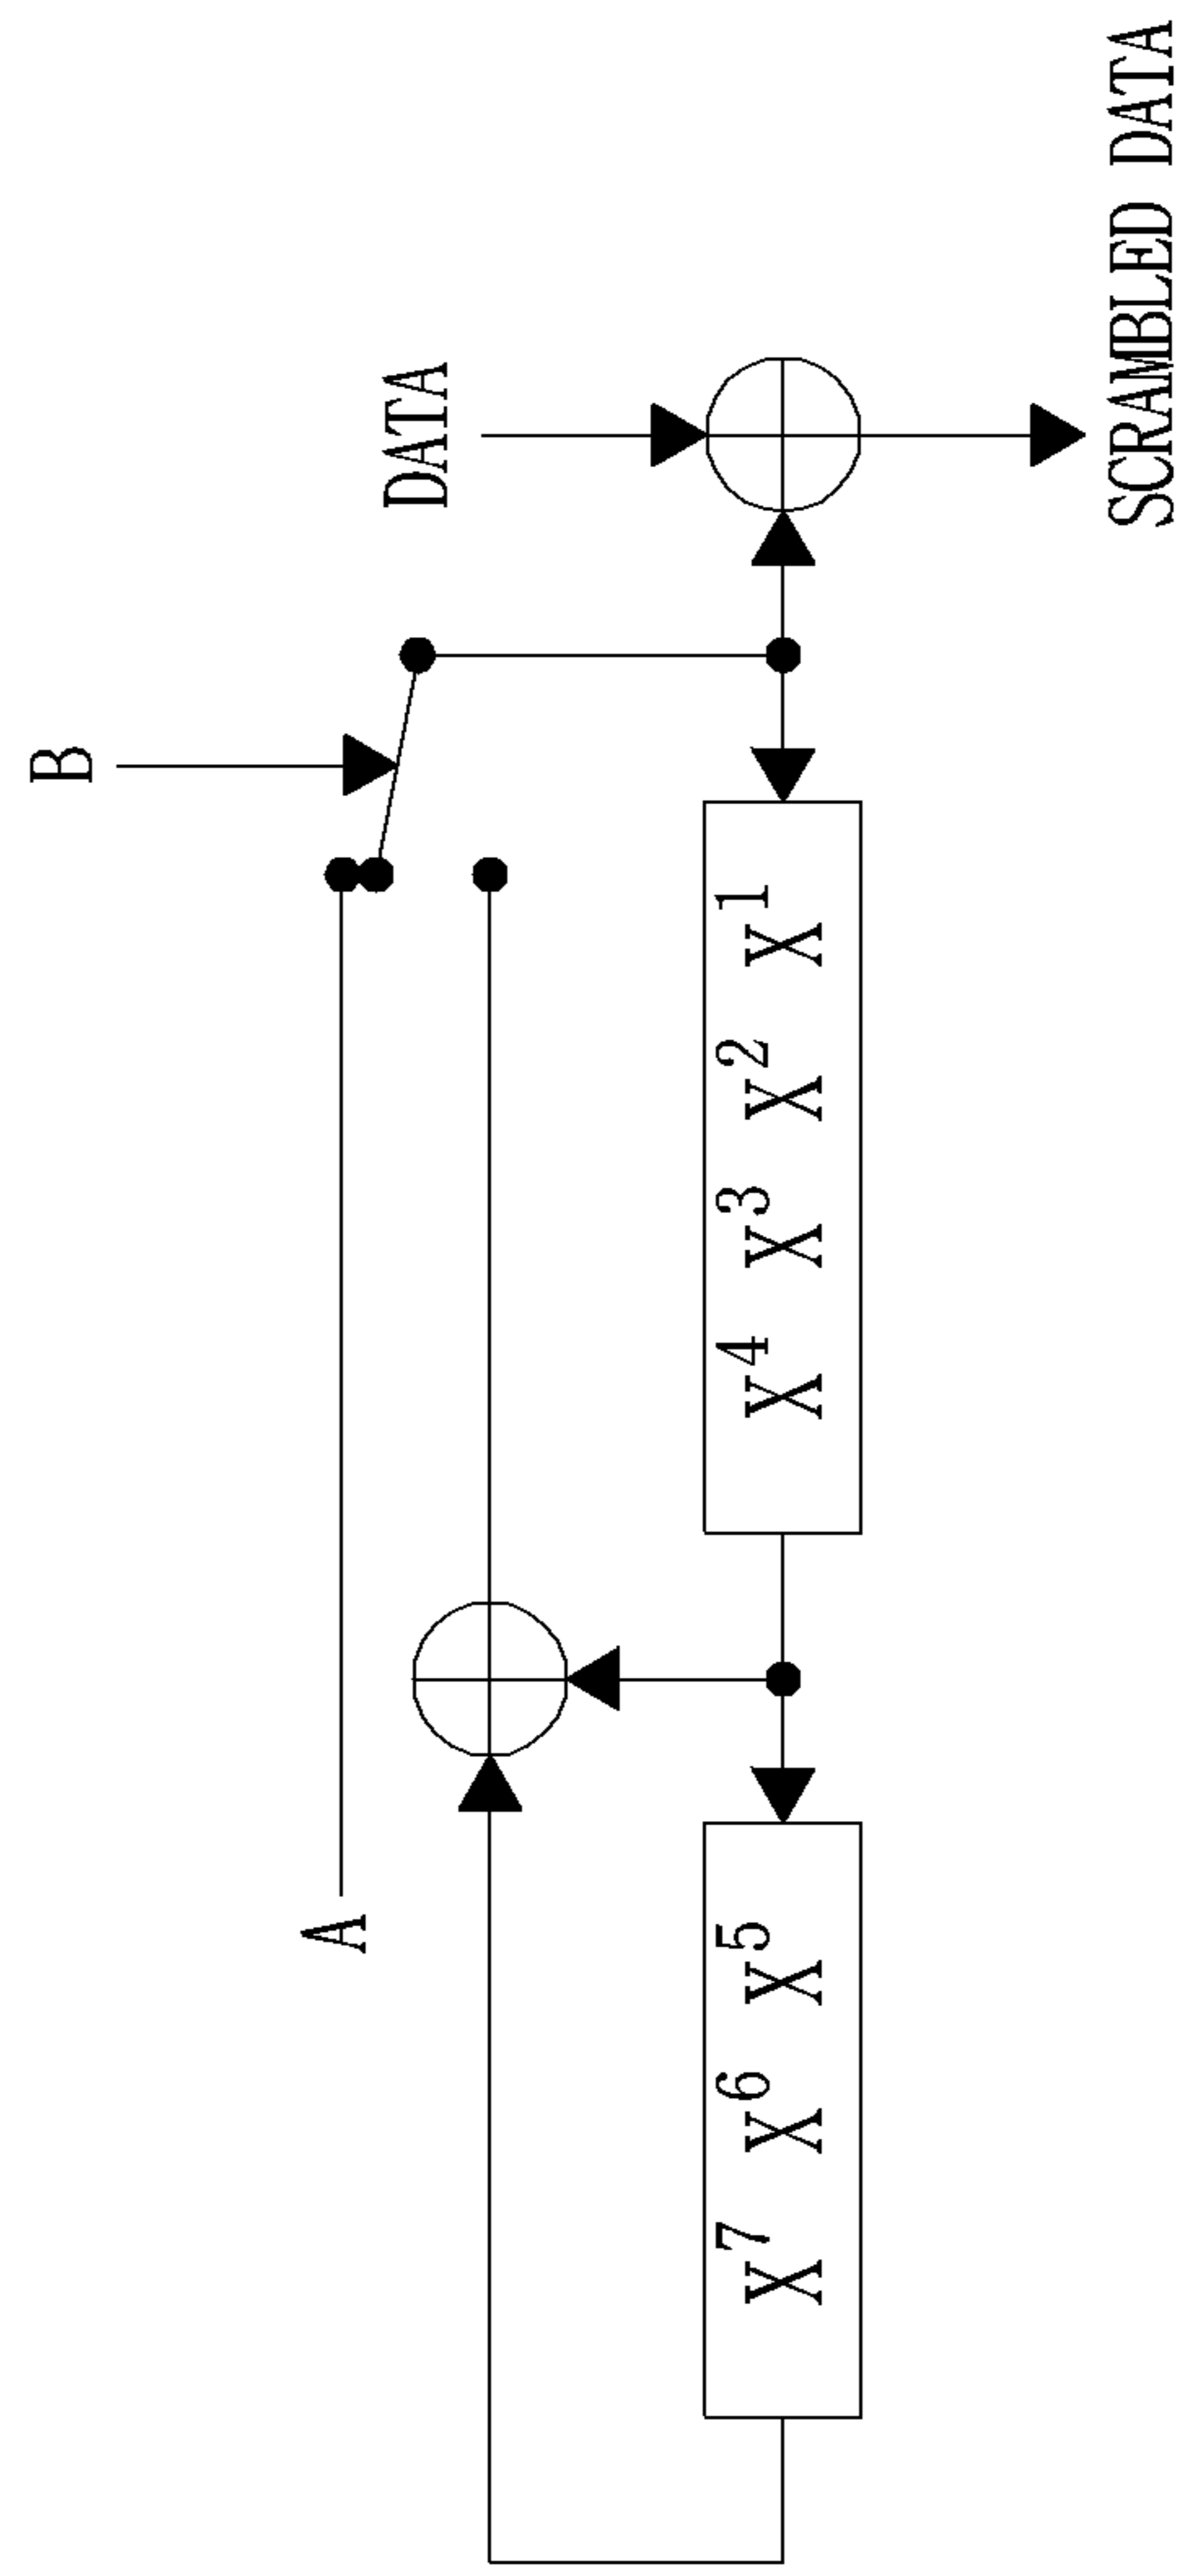 B
DATA
A
X⁷ X⁶ X⁵
X⁴ X³ X² X¹
SCRAMBLED DATA